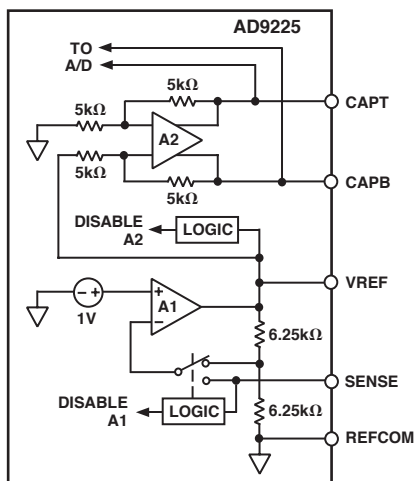 AD9225
TO
A/D
5kΩ
CAPT
5kΩ
A2
5kΩ
5kΩ
CAPB
DISABLE
A2
LOGIC
VREF
- +
1V
+
A1
−
6.25kΩ
SENSE
DISABLE
A1
LOGIC
6.25kΩ
REFCOM